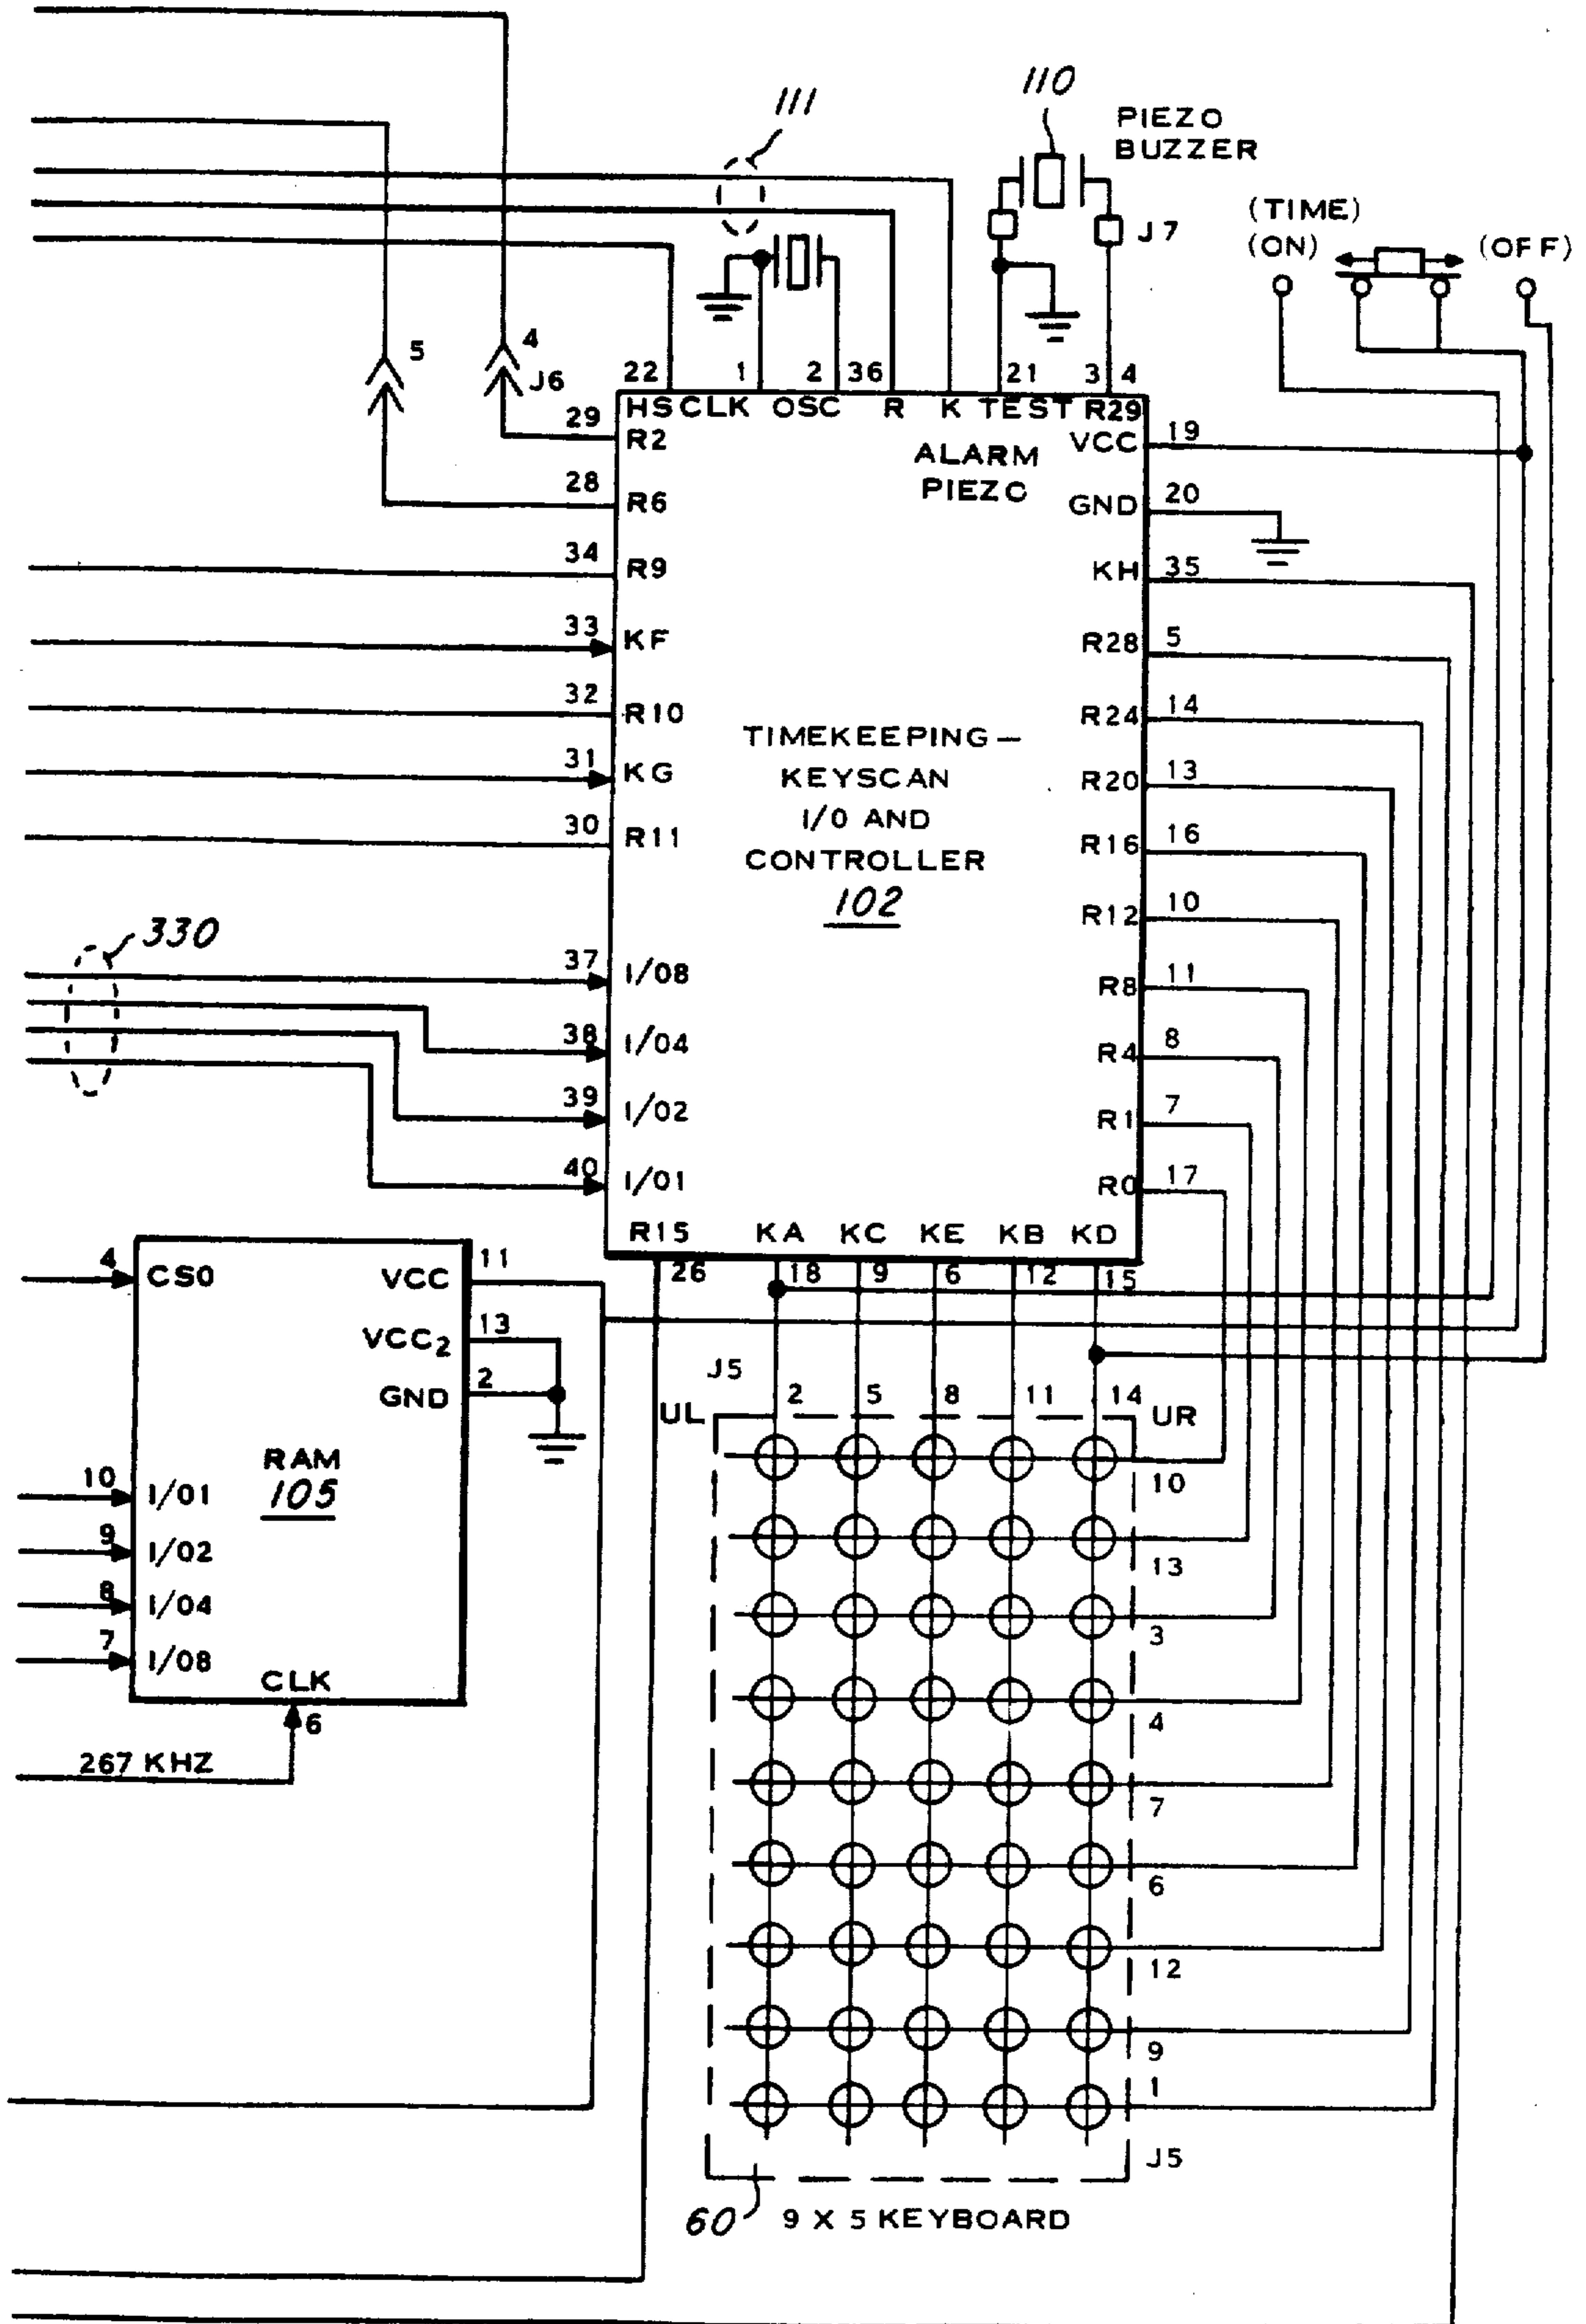 111
110
PIEZO
BUZZER
J7
(TIME)
(ON)
(OFF)
5
4
J6
22
1
2
36
21
3
4
HS
CLK
OSC
R
K
TEST
R29
29
R2
28
R6
34
R9
33
KF
32
R10
31
KG
30
R11
ALARM
PIEZO
VCC
19
GND
20
KH
35
R28
5
R24
14
R20
13
R16
16
R12
10
R8
11
R4
8
R1
7
R0
17
TIMEKEEPING—
KEYSCAN
I/O AND
CONTROLLER
102
330
37
I/08
38
I/04
39
I/02
40
I/01
R15
KA
KC
KE
KB
KD
26
18
9
6
12
15
4
CS0
VCC
11
VCC2
13
GND
2
RAM
105
10
I/01
9
I/02
8
I/04
7
I/08
CLK
6
267 KHZ
J5
UL
2
5
8
11
14
UR
10
13
3
4
7
6
12
9
1
J5
60
9 X 5 KEYBOARD